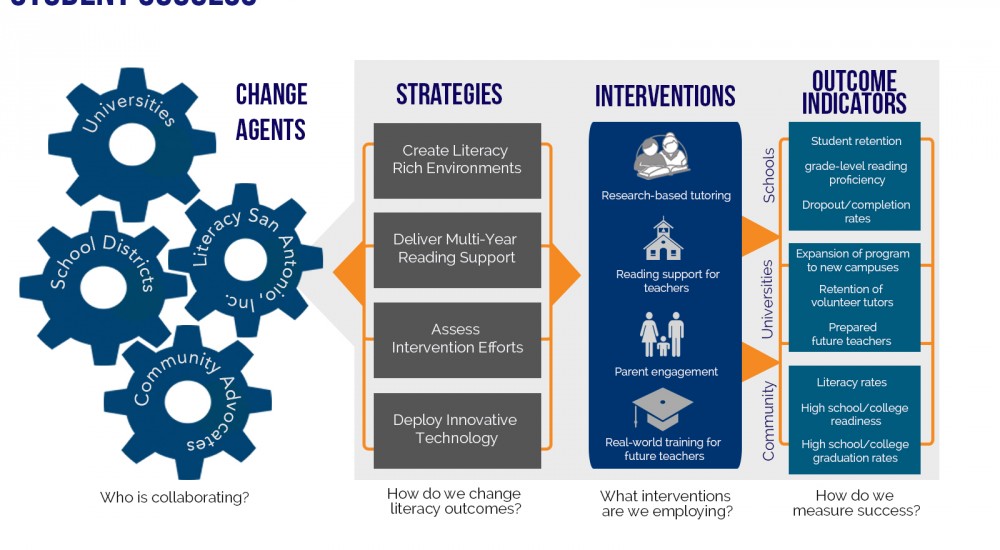 STUDENT SUCCESS
CHANGE
AGENTS
Universities
School Districts
Literacy San Antonio, Inc.
Community Advocates
Who is collaborating?
STRATEGIES
Create Literacy
Rich Environments
Deliver Multi-Year
Reading Support
Assess
Intervention Efforts
Deploy Innovative
Technology
How do we change
literacy outcomes?
INTERVENTIONS
Research-based tutoring
Reading support for
teachers
Parent engagement
Real-world training for
future teachers
What interventions
are we employing?
OUTCOME
INDICATORS
Schools
Student retention
grade-level reading
proficiency
Dropout/completion
rates
Universities
Expansion of program
to new campuses
Retention of
volunteer tutors
Prepared
future teachers
Community
Literacy rates
High school/college
readiness
High school/college
graduation rates
How do we
measure success?